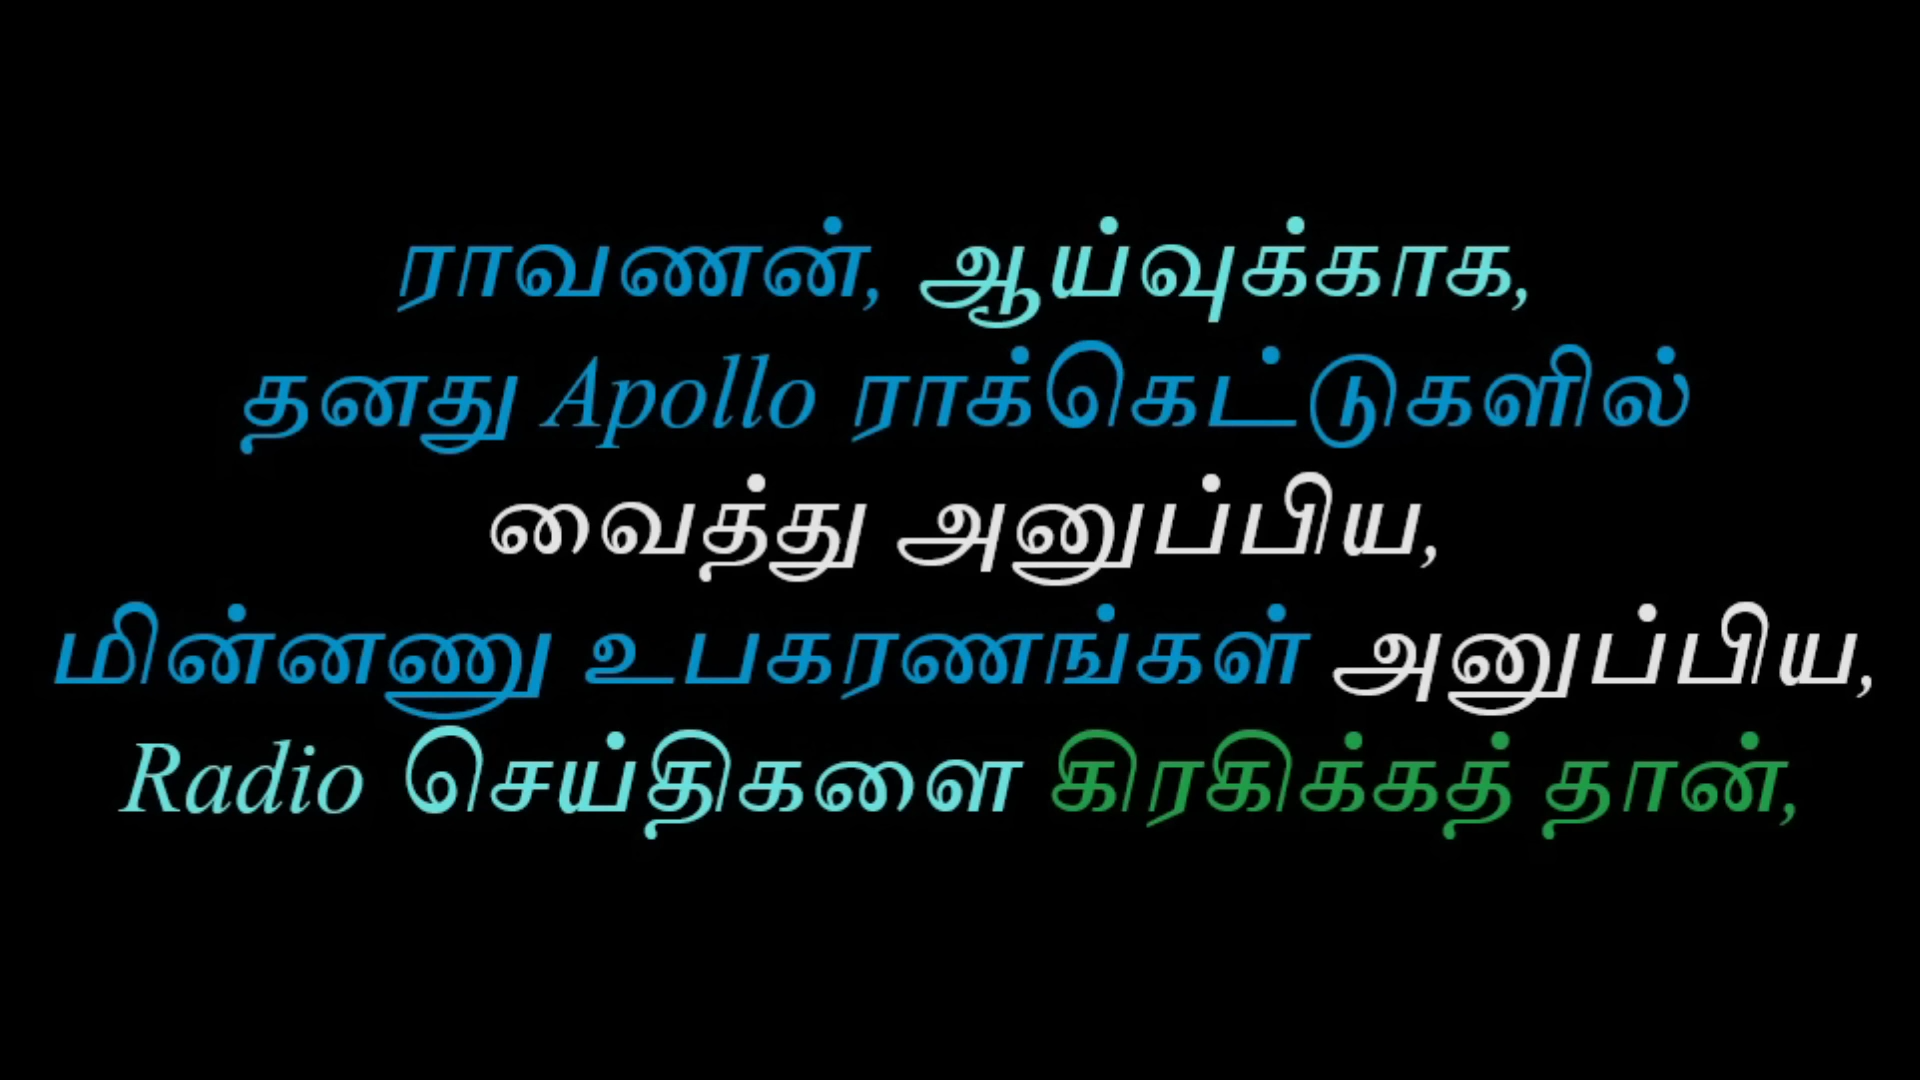 ராவணன், ஆய்வுக்காக,
தனது Apollo ராக்கெட்டுகளில்
வைத்து அனுப்பிய,
மின்னணு உபகரணங்கள் அனுப்பிய,
Radio செய்திகளை கிரகிக்கத் தான்,